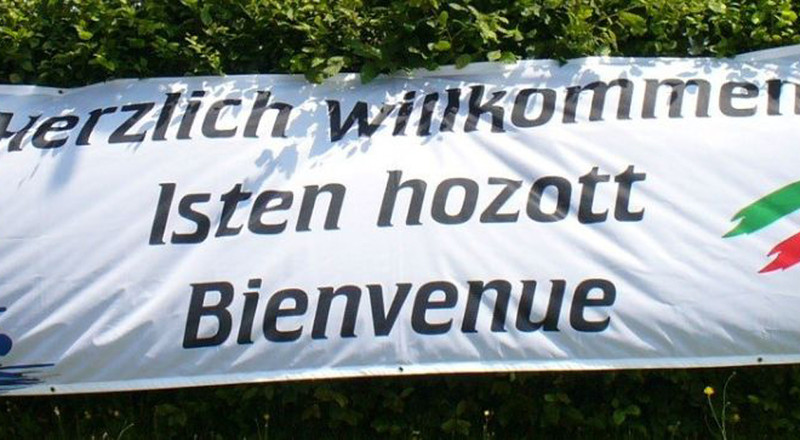 Herzlich willkommen
Isten hozott
Bienvenue